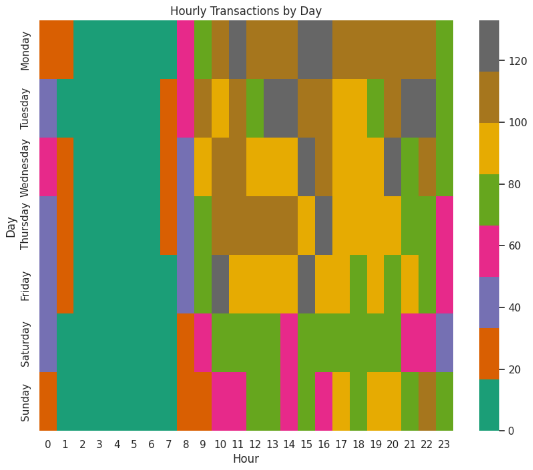 Hourly Transactions by Day
Day
Monday
Tuesday
Wednesday
Thursday
Friday
Saturday
Sunday
0 1 2 3 4 5 6 7 8 9 10 11 12 13 14 15 16 17 18 19 20 21 22 23
Hour
120
100
80
60
40
20
0